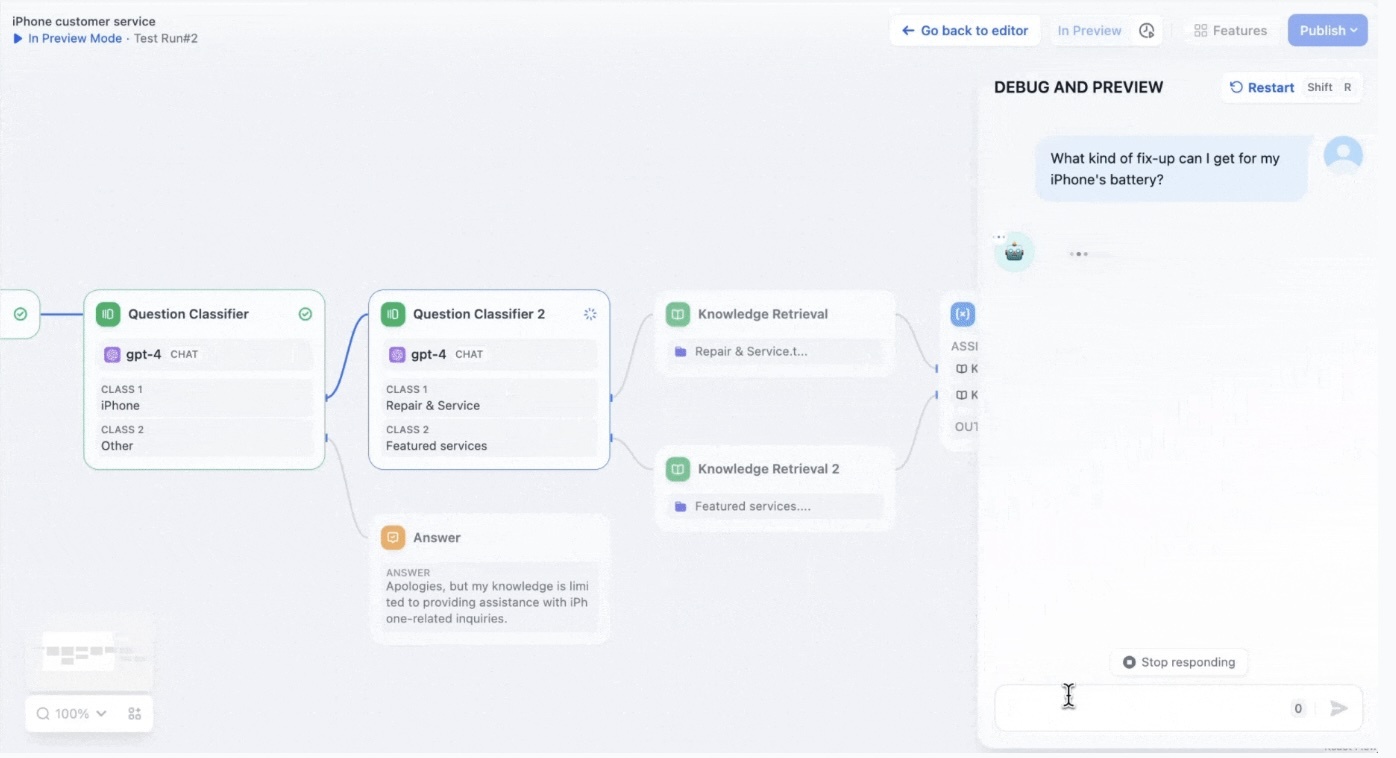 iPhone customer service
In Preview Mode · Test Run#2
Go back to editor
In Preview
Features
Publish
DEBUG AND PREVIEW
Restart Shift R
What kind of fix-up can I get for my
iPhone's battery?
Question Classifier
gpt-4 CHAT
CLASS 1
iPhone
CLASS 2
Other
Question Classifier 2
gpt-4 CHAT
CLASS 1
Repair & Service
CLASS 2
Featured services
Knowledge Retrieval
Repair & Service.t...
Knowledge Retrieval 2
Featured services....
ASSI
K
K
OUT
Answer
ANSWER
Apologies, but my knowledge is limi
ted to providing assistance with iPh
one-related inquiries.
100%
Stop responding
0